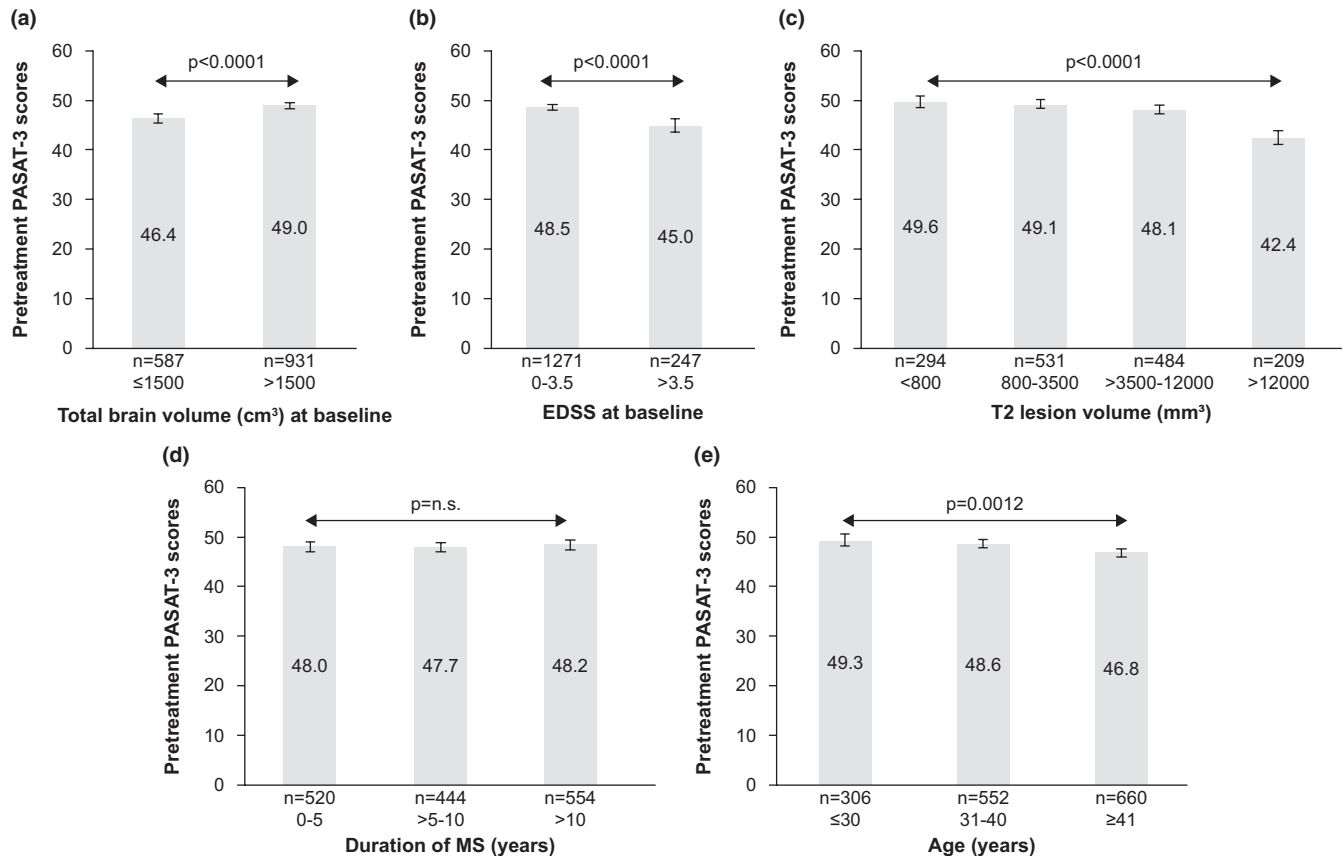 (a)
Pretreatment PASAT-3 scores
60
50
40
30
20
10
0
p<0.0001
46.4
49.0
n=587
n=931
≤1500
>1500
Total brain volume (cm³) at baseline
(b)
Pretreatment PASAT-3 scores
60
50
40
30
20
10
0
p<0.0001
48.5
45.0
n=1271
n=247
0-3.5
>3.5
EDSS at baseline
(c)
Pretreatment PASAT-3 scores
60
50
40
30
20
10
0
p<0.0001
49.6
49.1
48.1
42.4
n=294
n=531
n=484
n=209
<800
800-3500
>3500-12000
>12000
T2 lesion volume (mm³)
(d)
Pretreatment PASAT-3 scores
60
50
40
30
20
10
0
p=n.s.
48.0
47.7
48.2
n=520
n=444
n=554
0-5
>5-10
>10
Duration of MS (years)
(e)
Pretreatment PASAT-3 scores
60
50
40
30
20
10
0
p=0.0012
49.3
48.6
46.8
n=306
n=552
n=660
≤30
31-40
≥41
Age (years)